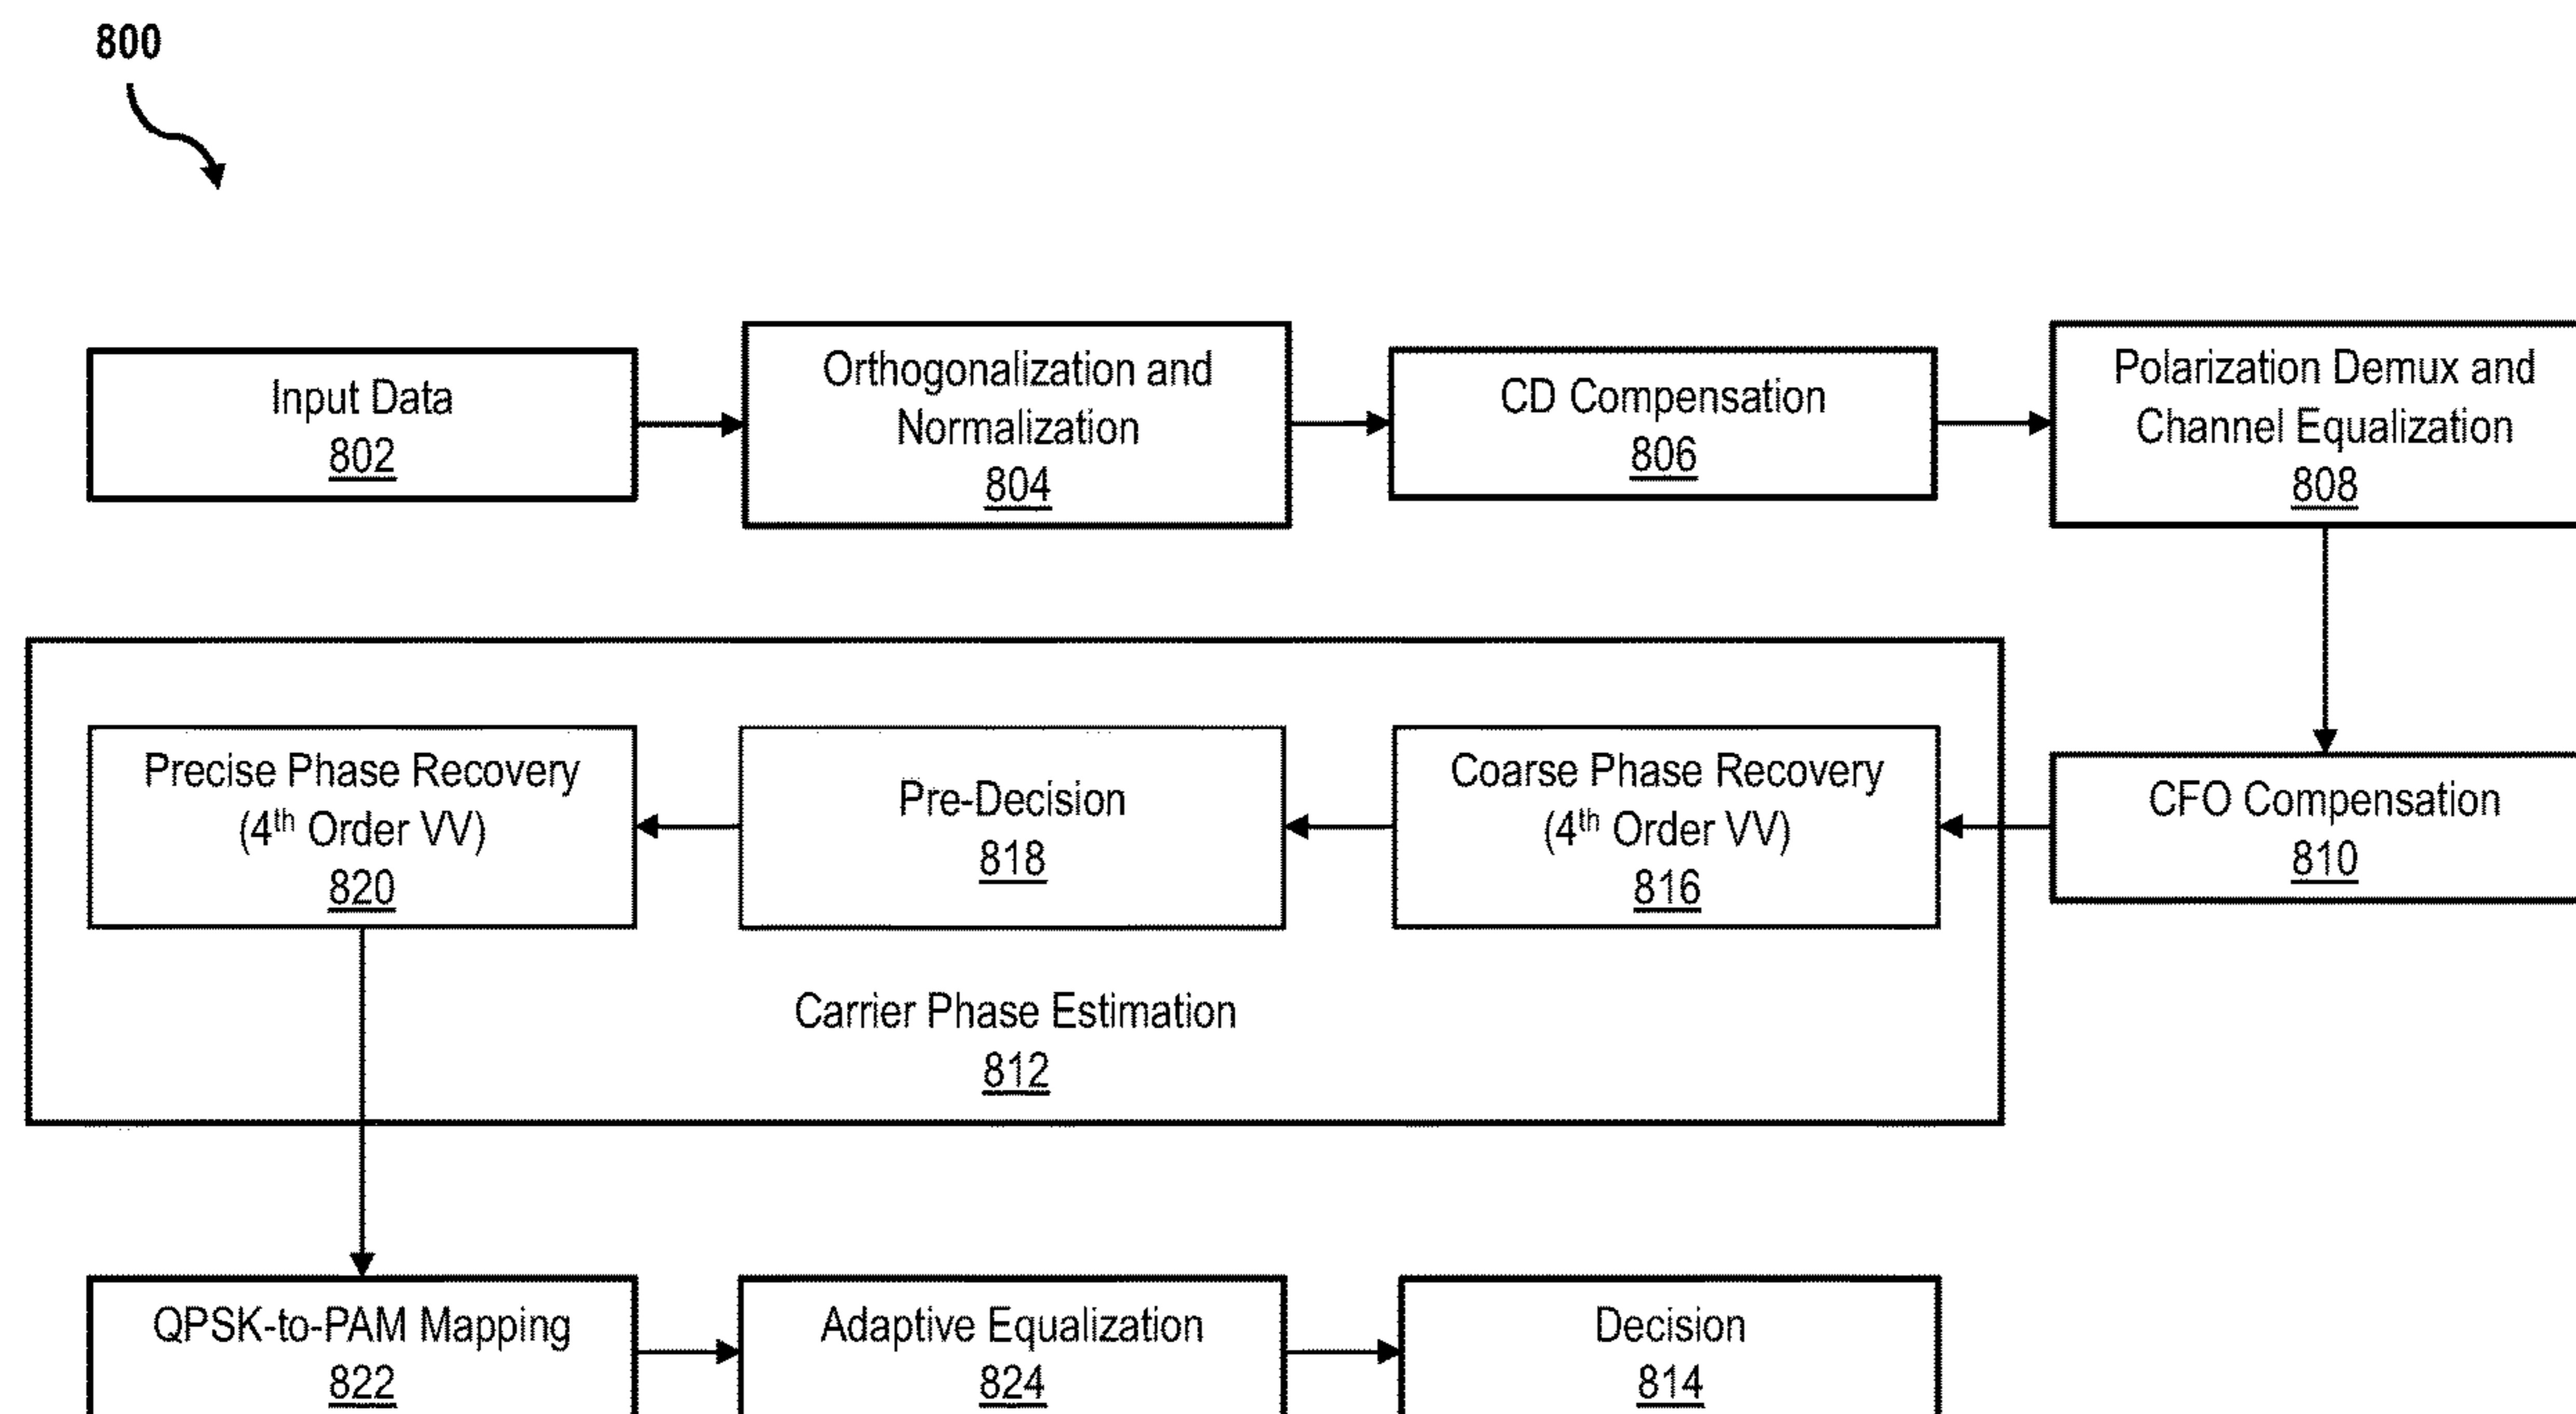 800
Input Data
802
Orthogonalization and
Normalization
804
CD Compensation
806
Polarization Demux and
Channel Equalization
808
CFO Compensation
810
Coarse Phase Recovery
(4th Order VV)
816
Pre-Decision
818
Precise Phase Recovery
(4th Order VV)
820
Carrier Phase Estimation
812
QPSK-to-PAM Mapping
822
Adaptive Equalization
824
Decision
814